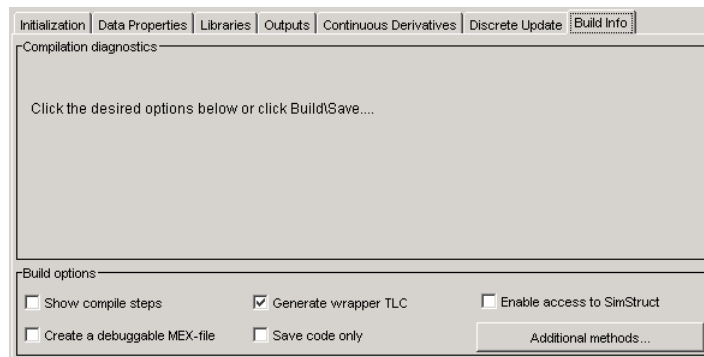 Initialization Data Properties Libraries Outputs Continuous Derivatives Discrete Update Build Info
Compilation diagnostics
Click the desired options below or click Build\Save....
Build options
Show compile steps Generate wrapper TLC Enable access to SimStruct
Create a debuggable MEX-file Save code only Additional methods...